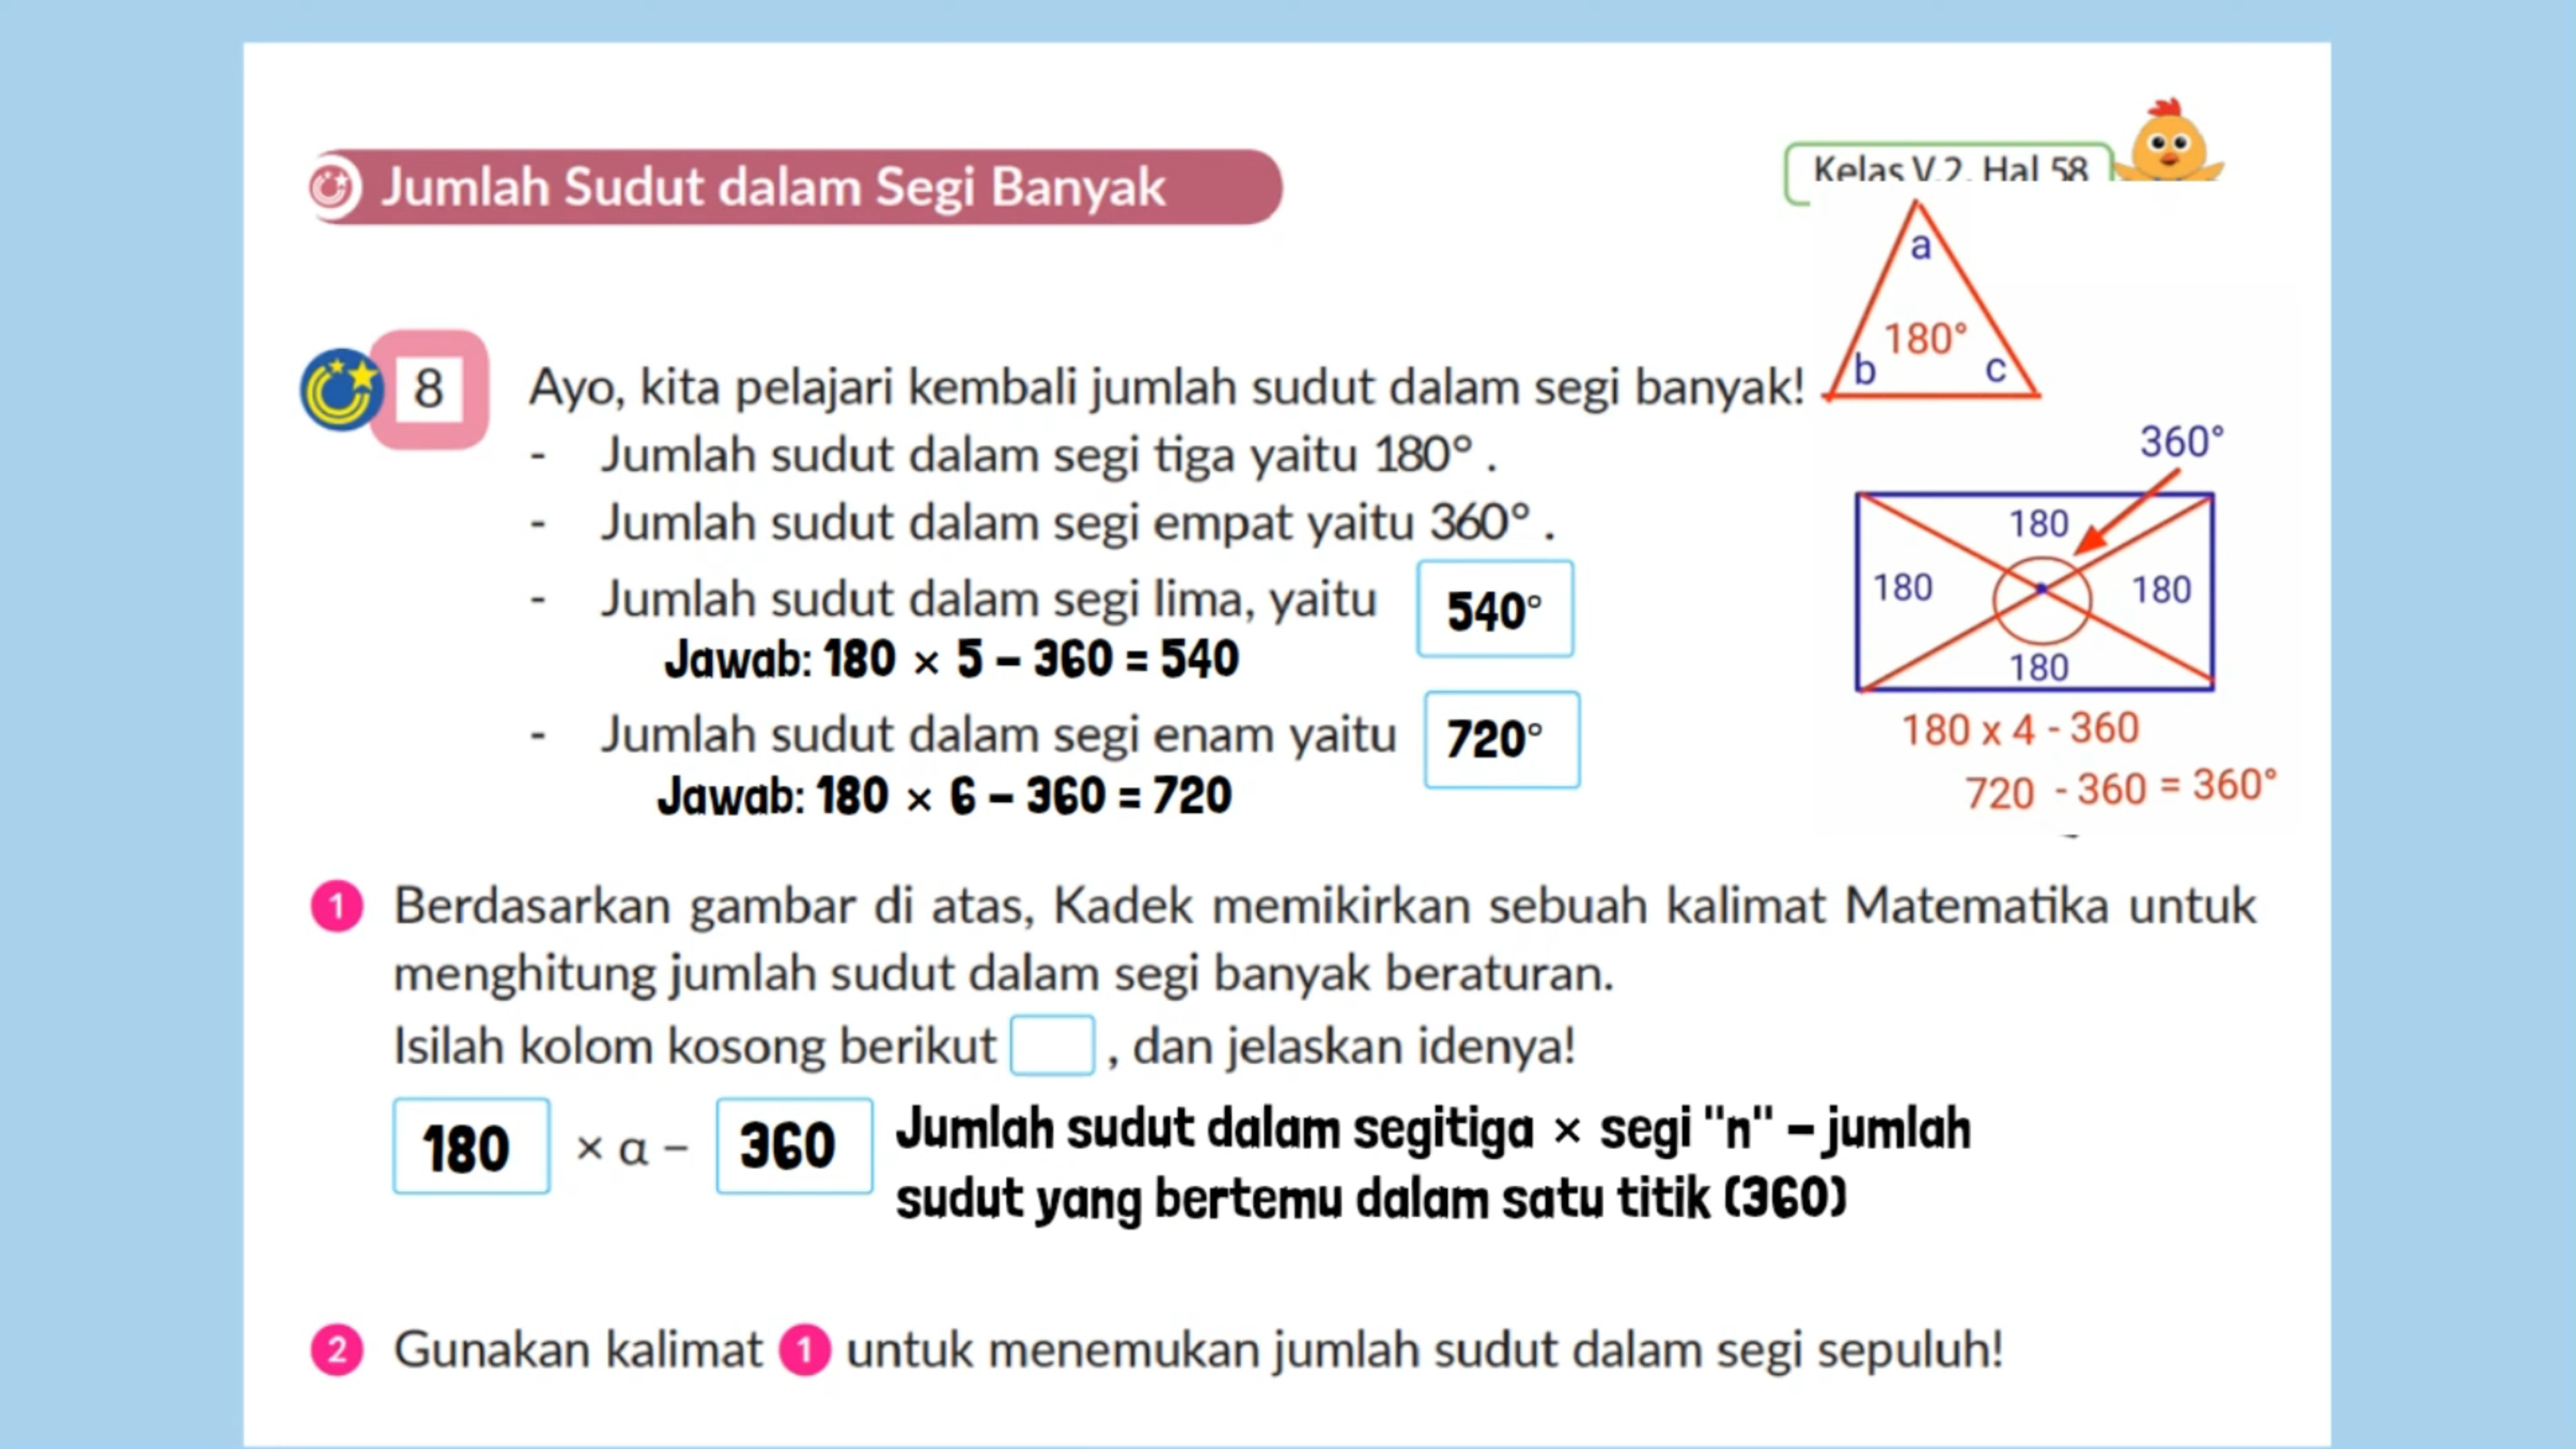 Jumlah Sudut dalam Segi Banyak
Kelas V.2. Hal 58
a
180°
b
c
8
Ayo, kita pelajari kembali jumlah sudut dalam segi banyak!
- Jumlah sudut dalam segi tiga yaitu 180° .
- Jumlah sudut dalam segi empat yaitu 360° .
- Jumlah sudut dalam segi lima, yaitu 540°
Jawab: 180 × 5 – 360 = 540
- Jumlah sudut dalam segi enam yaitu 720°
Jawab: 180 × 6 – 360 = 720
360°
180
180
180
180
180 x 4 - 360
720 - 360 = 360°
1 Berdasarkan gambar di atas, Kadek memikirkan sebuah kalimat Matematika untuk
menghitung jumlah sudut dalam segi banyak beraturan.
Isilah kolom kosong berikut , dan jelaskan idenya!
180 × a – 360
Jumlah sudut dalam segitiga × segi "n" – jumlah
sudut yang bertemu dalam satu titik (360)
2 Gunakan kalimat 1 untuk menemukan jumlah sudut dalam segi sepuluh!